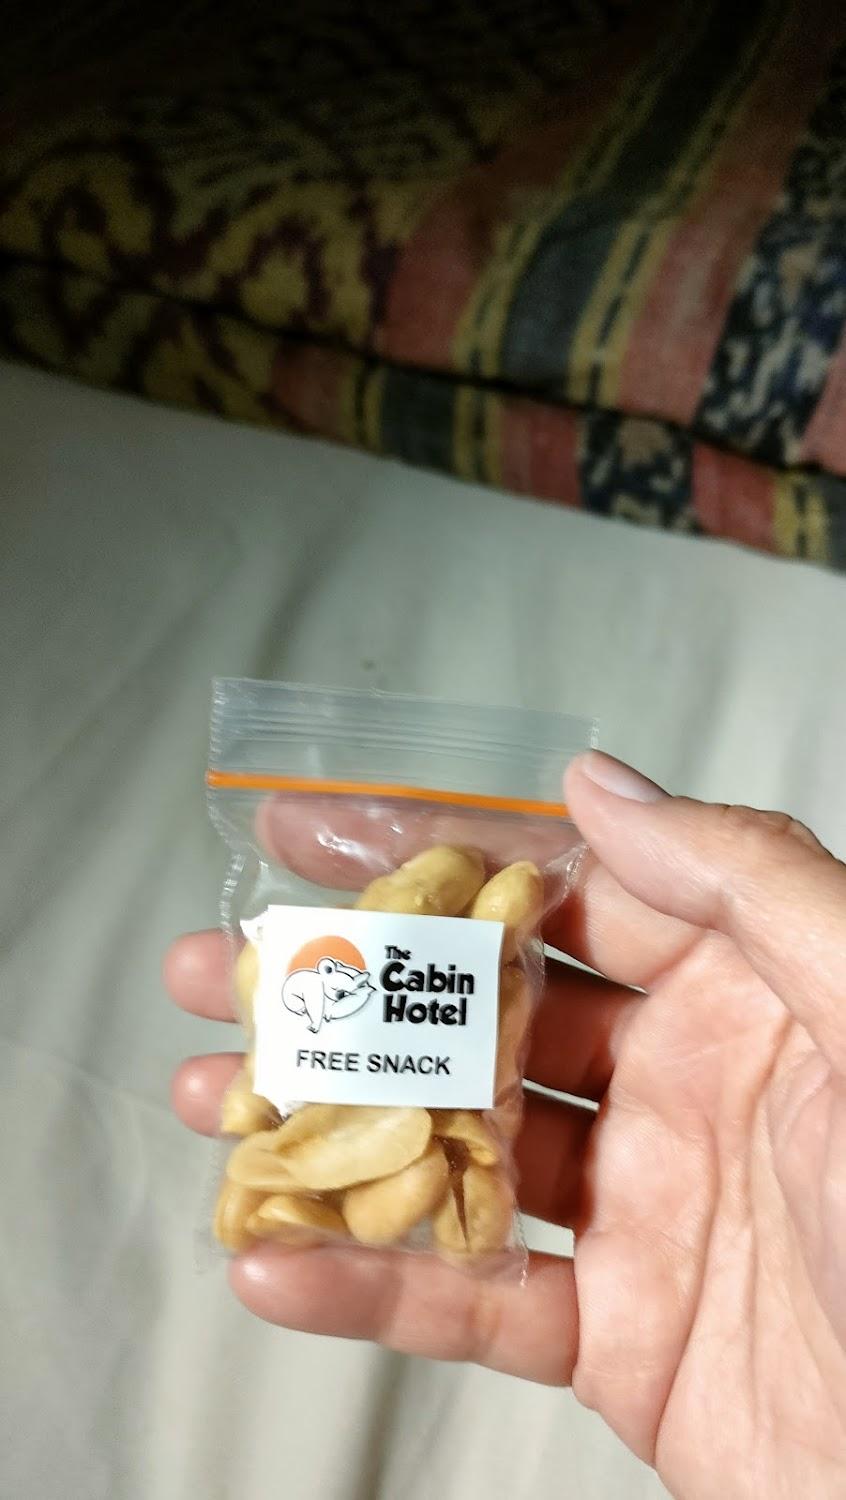 The
Cabin
Hotel
FREE SNACK